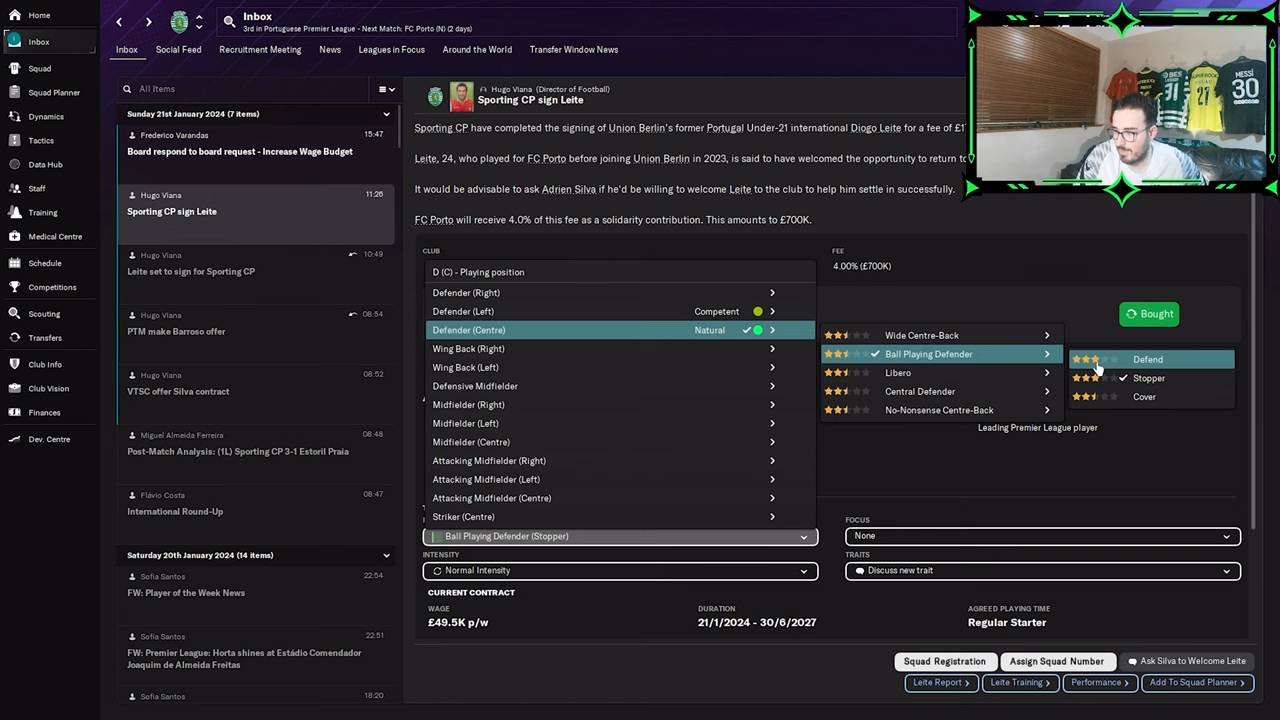 Home
Inbox
Squad
Squad Planner
Dynamics
Tactics
Data Hub
Staff
Training
Medical Centre
Schedule
Competitions
Scouting
Transfers
Club Info
Club Vision
Finances
Dev. Centre
Inbox
3rd in Portuguese Premier League - Next Match: FC Porto (N) (2 days)
Inbox Social Feed Recruitment Meeting News Leagues in Focus Around the World Transfer Window News
All Items
Sunday 21st January 2024 (7 items)
Frederico Varandas 15:47
Board respond to board request - Increase Wage Budget
Hugo Viana 11:26
Sporting CP sign Leite
Hugo Viana 10:49
Leite set to sign for Sporting CP
Hugo Viana 08:54
PTM make Barroso offer
Hugo Viana 08:52
VTSC offer Silva contract
Miguel Almeida Ferreira 08:48
Post-Match Analysis: (1L) Sporting CP 3-1 Estoril Praia
Flávio Costa 08:47
International Round-Up
Saturday 20th January 2024 (14 items)
Sofia Santos 22:54
FW: Player of the Week News
Sofia Santos 22:51
FW: Premier League: Horta shines at Estádio Comendador
Joaquim de Almeida Freitas
Sofia Santos 18:20
Hugo Viana (Director of Football)
Sporting CP sign Leite
Sporting CP have completed the signing of Union Berlin's former Portugal Under-21 international Diogo Leite for a fee of
Leite, 24, who played for FC Porto before joining Union Berlin in 2023, is said to have welcomed the opportunity to return to
It would be advisable to ask Adrien Silva if he'd be willing to welcome Leite to the club to help him settle in successfully.
FC Porto will receive 4.0% of this fee as a solidarity contribution. This amounts to £700K.
CLUB FEE
4.00% (£700K)
Bought
D (C) - Playing position
Defender (Right)
Defender (Left) Competent
Defender (Centre) Natural
Wing Back (Right)
Wing Back (Left)
Defensive Midfielder
Midfielder (Right)
Midfielder (Left)
Midfielder (Centre)
Attacking Midfielder (Right)
Attacking Midfielder (Left)
Attacking Midfielder (Centre)
Striker (Centre)
Wide Centre-Back
Ball Playing Defender
Libero
Central Defender
No-Nonsense Centre-Back
Defend
Stopper
Cover
Leading Premier League player
Ball Playing Defender (Stopper)
FOCUS
None
INTENSITY
Normal Intensity
TRAITS
Discuss new trait
CURRENT CONTRACT
WAGE DURATION AGREED PLAYING TIME
£49.5K p/w 21/1/2024 - 30/6/2027 Regular Starter
Squad Registration Assign Squad Number Ask Silva to Welcome Leite
Leite Report Leite Training Performance Add To Squad Planner
SUPER BOCK
27
31
MESSI
30